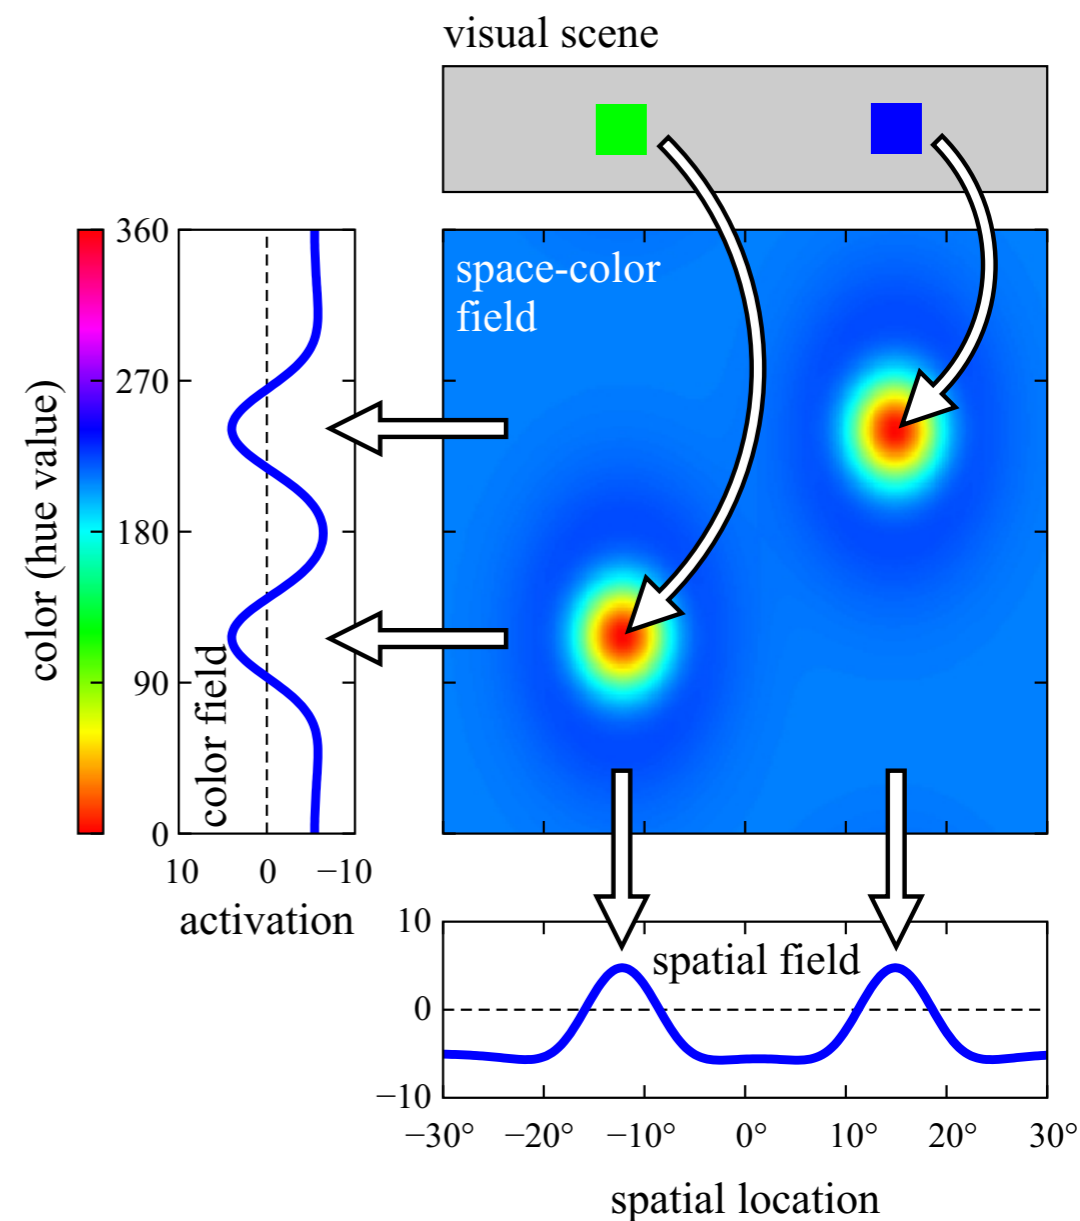 visual scene
space-color
field
color (hue value)
360
270
180
90
0
color field
10 0 −10
activation
spatial field
10
0
−10
−30° −20° −10° 0° 10° 20° 30°
spatial location